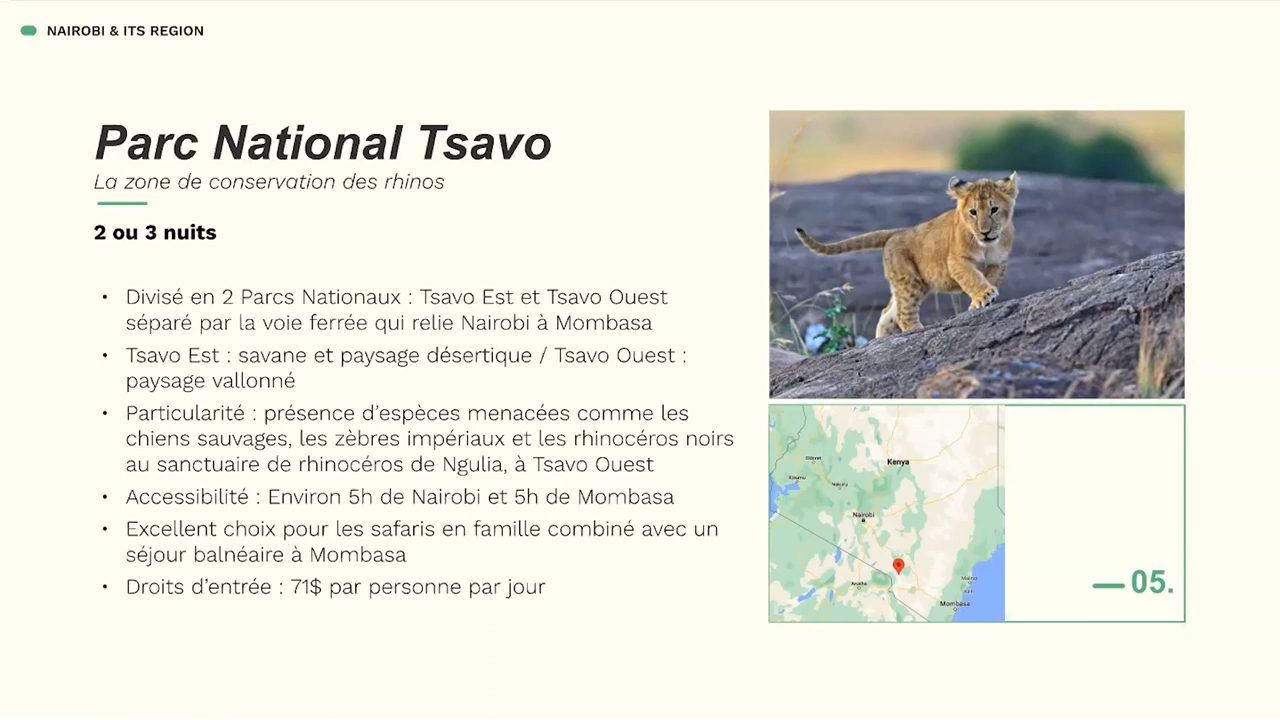 NAIROBI & ITS REGION
Parc National Tsavo
La zone de conservation des rhinos
2 ou 3 nuits
• Divisé en 2 Parcs Nationaux : Tsavo Est et Tsavo Ouest
séparé par la voie ferrée qui relie Nairobi à Mombasa
• Tsavo Est : savane et paysage désertique / Tsavo Ouest :
paysage vallonné
• Particularité : présence d'espèces menacées comme les
chiens sauvages, les zèbres impériaux et les rhinocéros noirs
au sanctuaire de rhinocéros de Ngulia, à Tsavo Ouest
• Accessibilité : Environ 5h de Nairobi et 5h de Mombasa
• Excellent choix pour les safaris en famille combiné avec un
séjour balnéaire à Mombasa
• Droits d'entrée : 71$ par personne par jour
Eldoret
Kenya
Kisumu
Nakuru
Nairobi
Arusha
Mombasa
05.